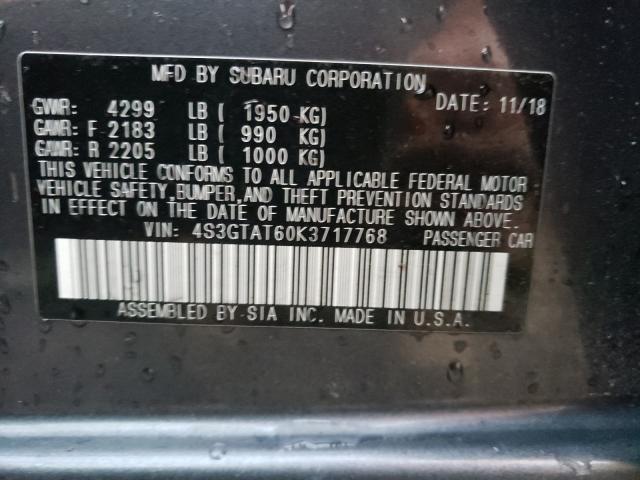 MFD BY SUBARU CORPORATION
GVWR: 4299 LB ( 1950 KG) DATE: 11/18
GAWR: F 2183 LB ( 990 KG)
GAWR: R 2205 LB ( 1000 KG)
THIS VEHICLE CONFORMS TO ALL APPLICABLE FEDERAL MOTOR
VEHICLE SAFETY,BUMPER,AND THEFT PREVENTION STANDARDS
IN EFFECT ON THE DATE OF MANUFACTURE SHOWN ABOVE.
VIN: 4S3GTAT60K3717768 PASSENGER CAR
ASSEMBLED BY SIA INC. MADE IN U.S.A.